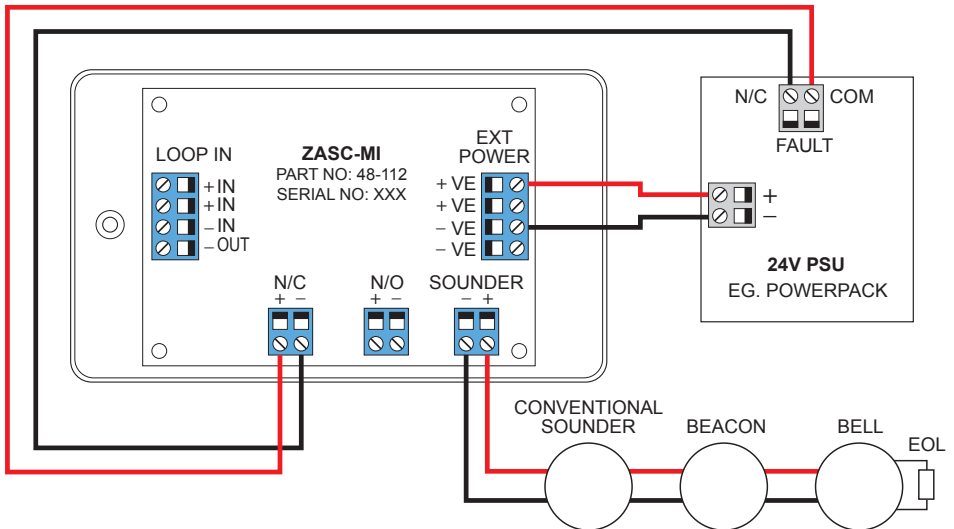 N/C
COM
FAULT
LOOP IN
ZASC-MI
PART NO: 48-112
SERIAL NO: XXX
EXT
POWER
+ IN
+ IN
– IN
– OUT
+ VE
+ VE
– VE
– VE
+
–
24V PSU
EG. POWERPACK
N/C
+ –
N/O
+ –
SOUNDER
– +
CONVENTIONAL
SOUNDER
BEACON
BELL
EOL